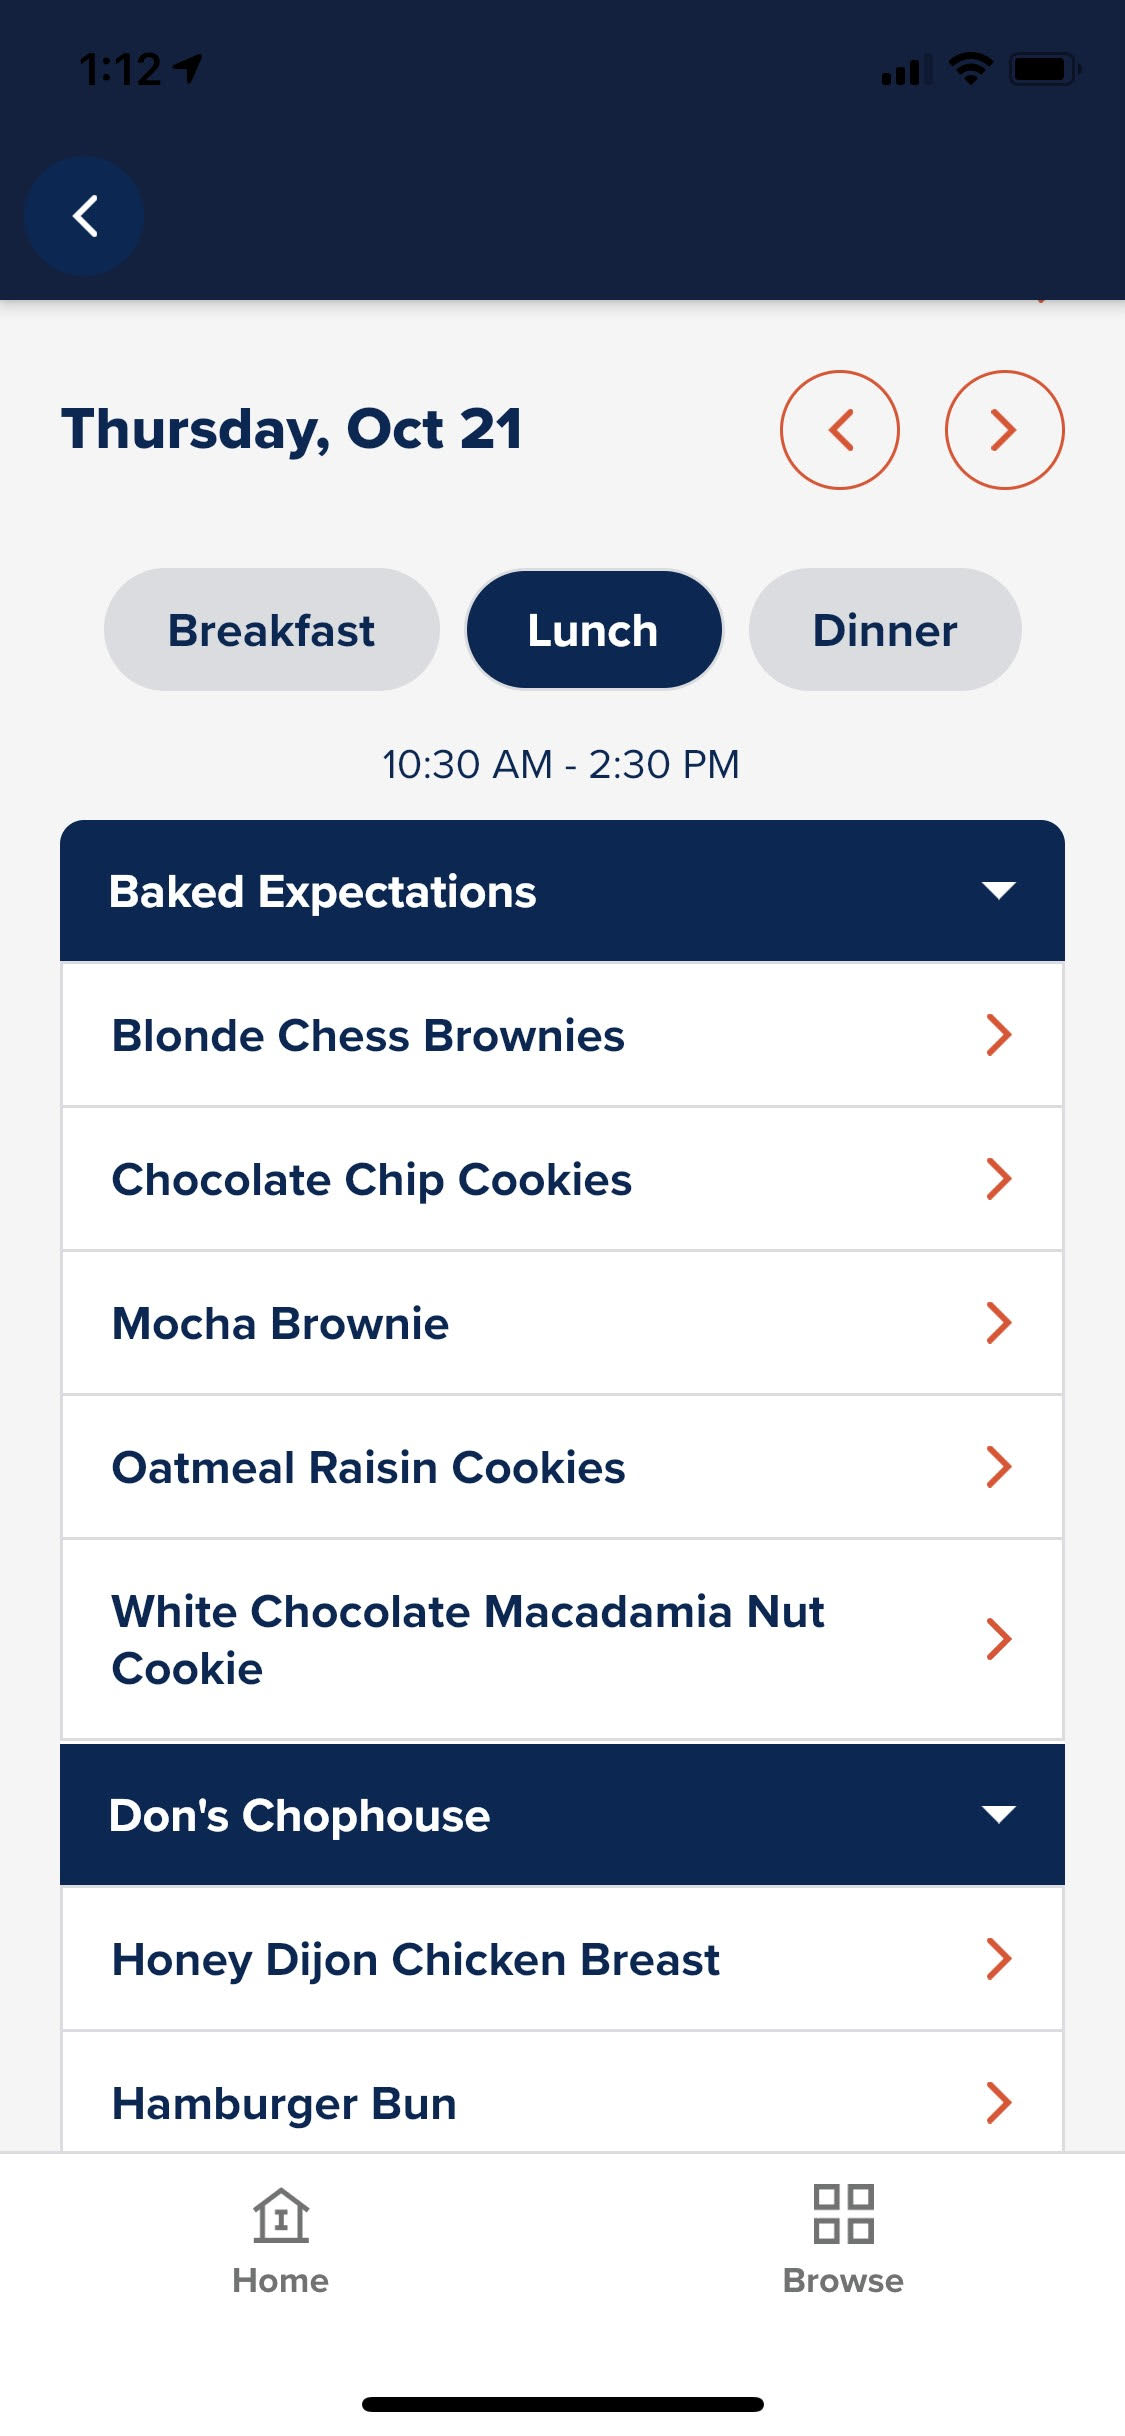 1:12
Thursday, Oct 21
Breakfast Lunch Dinner
10:30 AM - 2:30 PM
Baked Expectations
Blonde Chess Brownies
Chocolate Chip Cookies
Mocha Brownie
Oatmeal Raisin Cookies
White Chocolate Macadamia Nut
Cookie
Don's Chophouse
Honey Dijon Chicken Breast
Hamburger Bun
Home Browse